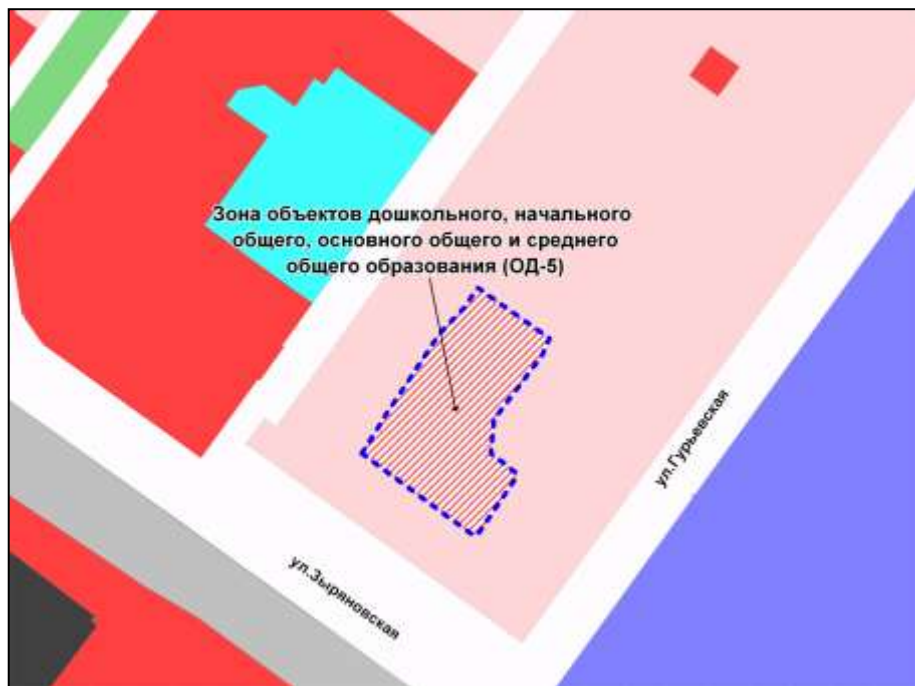 Зона объектов дошкольного, начального
общего, основного общего и среднего
общего образования (ОД-5)
ул.Гурьевская
ул.Зыряновская